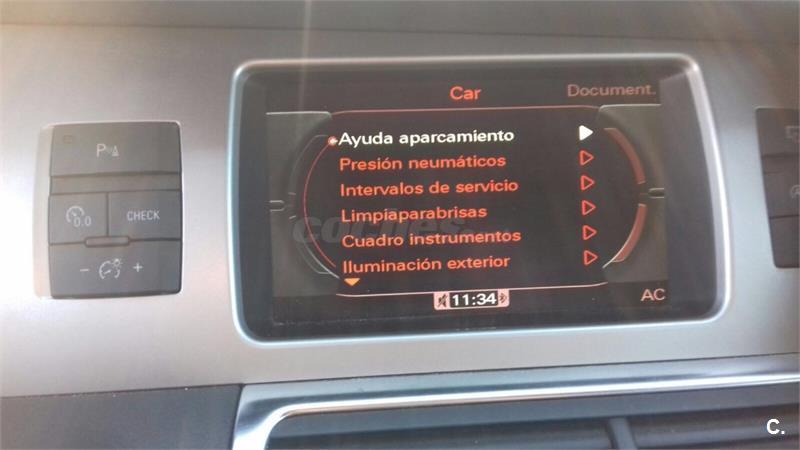 Car
Document.
Ayuda aparcamiento
Presión neumáticos
Intervalos de servicio
Limpiaparabrisas
Cuadro instrumentos
Iluminación exterior
11:34
AC
P
0.0
CHECK
- +
coches
C.